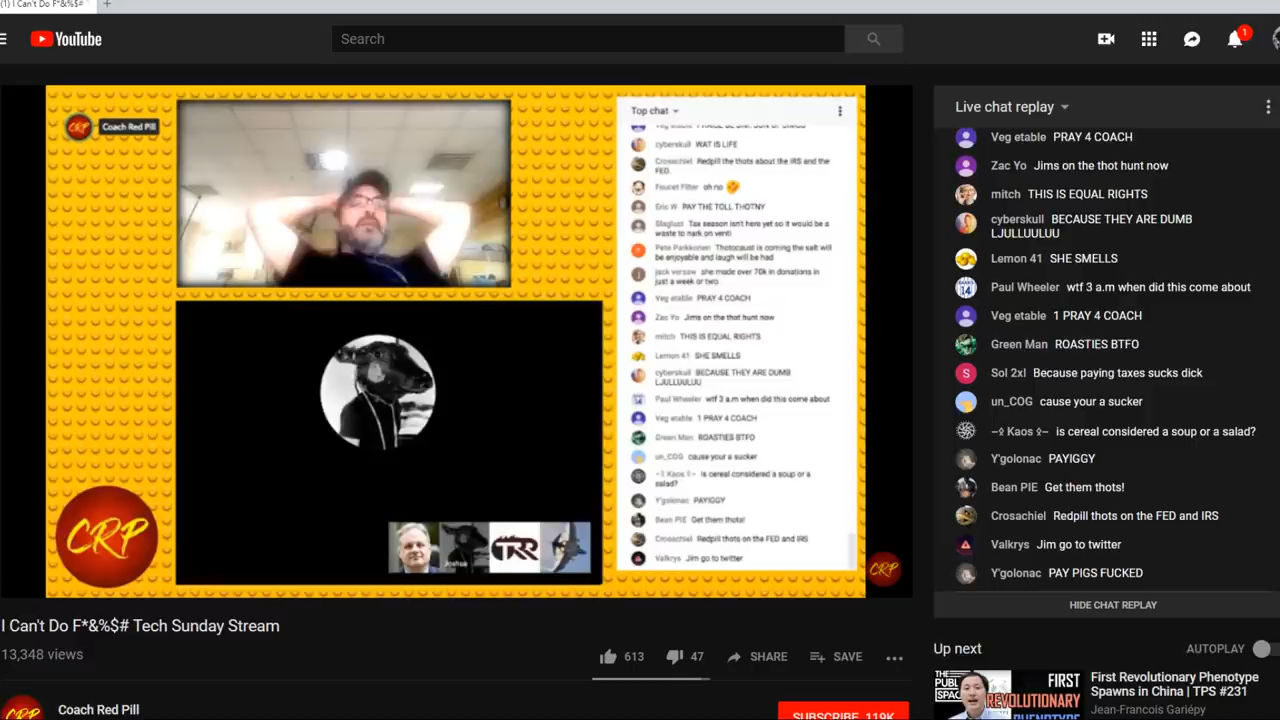 (1) I Can't Do F*&%$#
YouTube
Search
1
CRP
Coach Red Pill
Top chat
cyberskull WAT IS LIFE
Crosachiel Redpill the thots about the IRS and the
FED.
Faucet Filter oh no
Eric W PAY THE TOLL THOTNY
Tax season isn't here yet so it would be a
waste to nark on venti
Pete Parkkonen Thotocaust is coming the salt will
be enjoyable and laugh will be had
jack versaw she made over 70k in donations in
just a week or two
Veg etable PRAY 4 COACH
Zac Yo Jims on the thot hunt now
mitch THIS IS EQUAL RIGHTS
Lemon 41 SHE SMELLS
cyberskull BECAUSE THEY ARE DUMB
LJULLUULUU
Paul Wheeler wtf 3 a.m when did this come about
Veg etable 1 PRAY 4 COACH
Green Man ROASTIES BTFO
un_COG cause your a sucker
Kaos is cereal considered a soup or a
salad?
Y'golonac PAYIGGY
Bean PIE Get them thots!
Crosachiel Redpill thots on the FED and IRS
Valkrys Jim go to twitter
CRP
Joshua
TRR
CRP
Live chat replay
Veg etable PRAY 4 COACH
Zac Yo Jims on the thot hunt now
mitch THIS IS EQUAL RIGHTS
cyberskull BECAUSE THEY ARE DUMB
LJULLUULUU
Lemon 41 SHE SMELLS
Paul Wheeler wtf 3 a.m when did this come about
Veg etable 1 PRAY 4 COACH
Green Man ROASTIES BTFO
S
Sol 2xl Because paying taxes sucks dick
un_COG cause your a sucker
Kaos is cereal considered a soup or a salad?
Y'golonac PAYIGGY
Bean PIE Get them thots!
Crosachiel Redpill thots on the FED and IRS
Valkrys Jim go to twitter
Y'golonac PAY PIGS FUCKED
HIDE CHAT REPLAY
I Can't Do F*&%$# Tech Sunday Stream
13,348 views
613
47
SHARE
SAVE
Coach Red Pill
SUBSCRIBE 119K
Up next
AUTOPLAY
THE
PUBL
SPAC
FIRST
REVOLUTIONARY
PHENOTYPE
First Revolutionary Phenotype
Spawns in China | TPS #231
Jean-Francois Gariépy